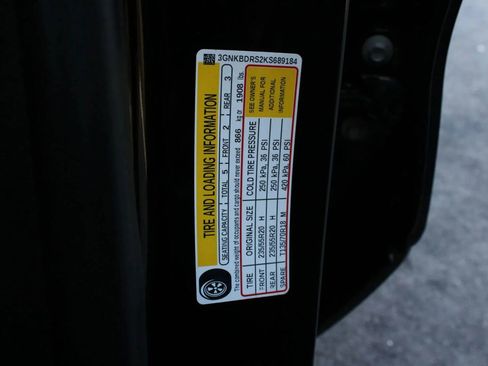 3GNKBDRS2KS689184
TIRE AND LOADING INFORMATION
SEATING CAPACITY TOTAL 5 FRONT 2 REAR 3
The combined weight of occupants and cargo should never exceed 866 kg or 1908 lbs
TIRE ORIGINAL SIZE COLD TIRE PRESSURE
FRONT 235/55R20 H 250 kPa, 36 PSI
REAR 235/55R20 H 250 kPa, 36 PSI
SPARE T135/70R18 M 420 kPa, 60 PSI
SEE OWNER'S
MANUAL FOR
ADDITIONAL
INFORMATION